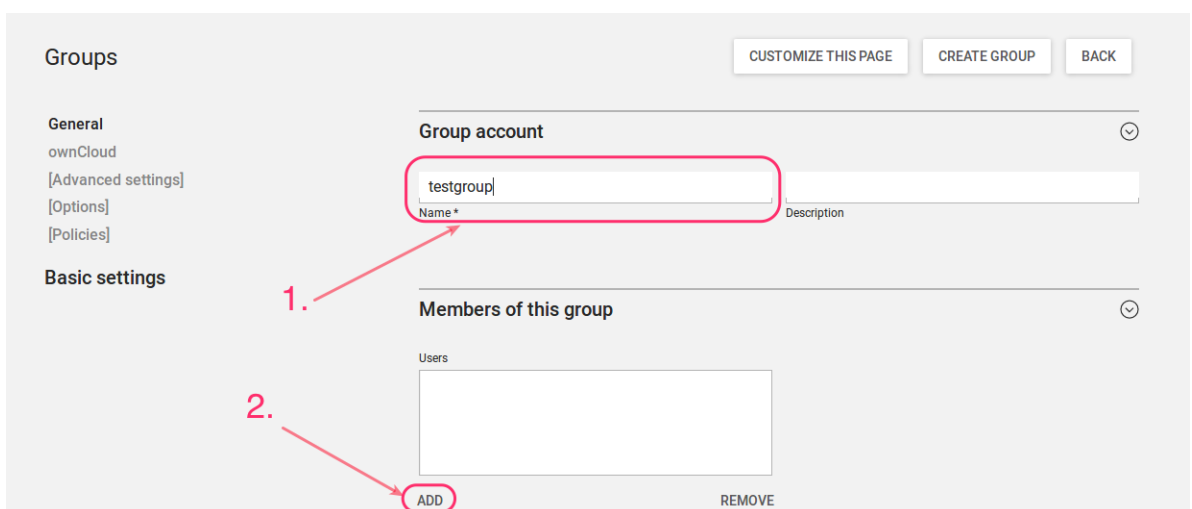 Groups
CUSTOMIZE THIS PAGE
CREATE GROUP
BACK
General
ownCloud
[Advanced settings]
[Options]
[Policies]
Basic settings
Group account
testgroup
Name *
Description
1.
Members of this group
Users
2.
ADD
REMOVE